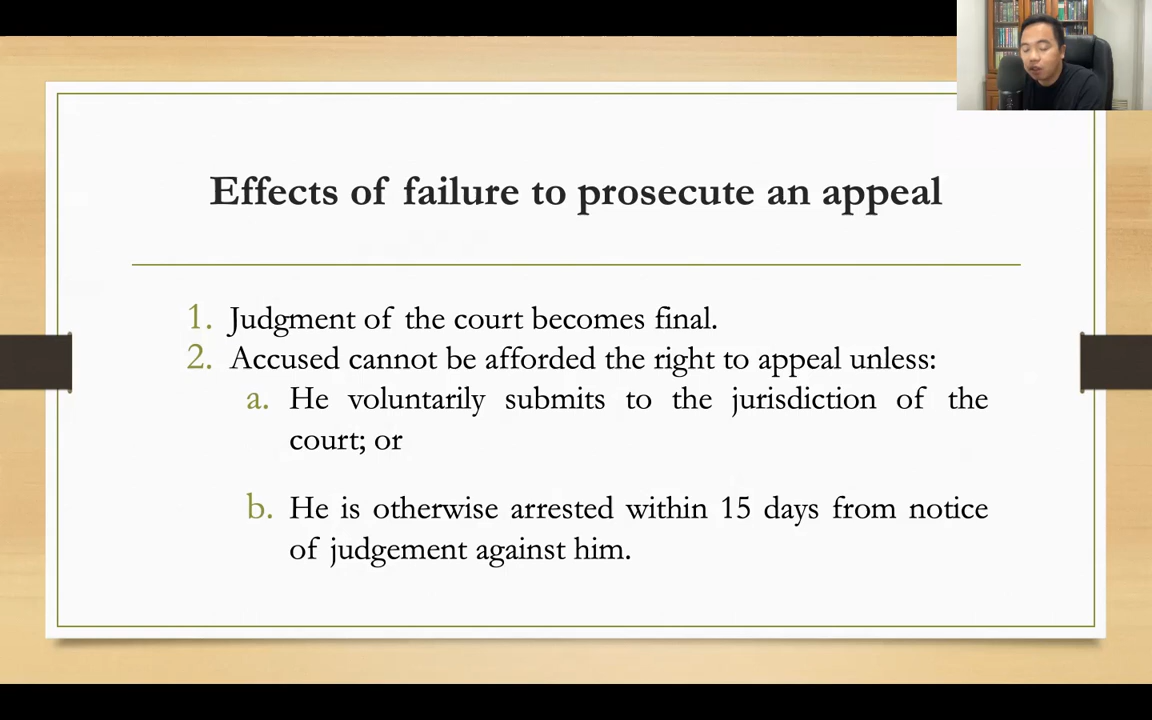 Effects of failure to prosecute an appeal
1. Judgment of the court becomes final.
2. Accused cannot be afforded the right to appeal unless:
a. He voluntarily submits to the jurisdiction of the
court; or
b. He is otherwise arrested within 15 days from notice
of judgement against him.